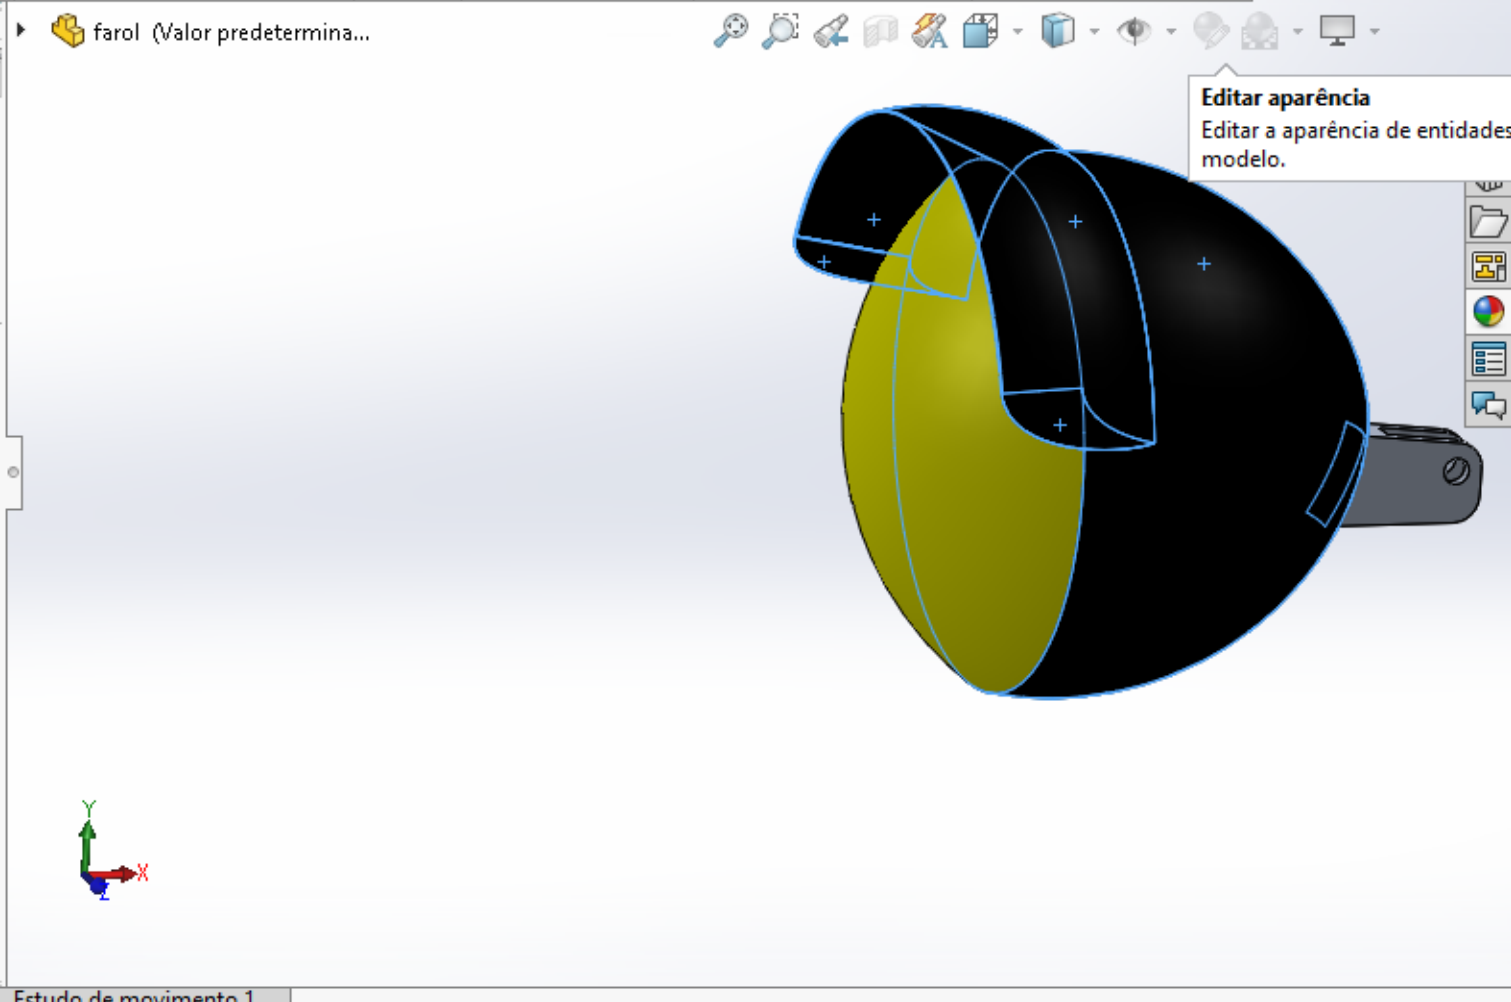 farol (Valor predetermina...
Editar aparência
Editar a aparência de entidades
modelo.
Y
X
Z
Estudo de movimento 1